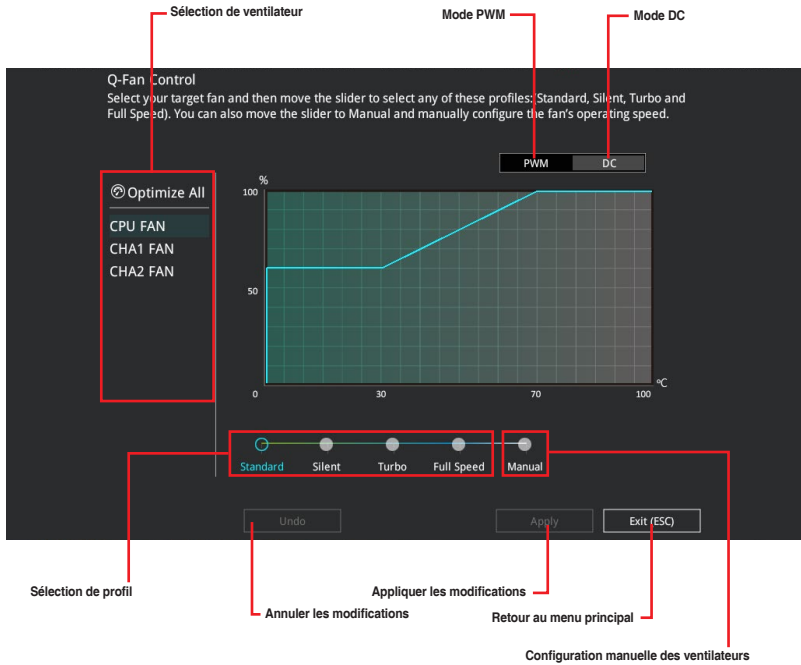 Sélection de ventilateur
Mode PWM
Mode DC
Q-Fan Control
Select your target fan and then move the slider to select any of these profiles:(Standard, Silent, Turbo and
Full Speed). You can also move the slider to Manual and manually configure the fan's operating speed.
PWM
DC
Optimize All
CPU FAN
CHA1 FAN
CHA2 FAN
%
100
50
0
30
70
100
ºC
Standard
Silent
Turbo
Full Speed
Manual
Undo
Apply
Exit (ESC)
Sélection de profil
Appliquer les modifications
Annuler les modifications
Retour au menu principal
Configuration manuelle des ventilateurs